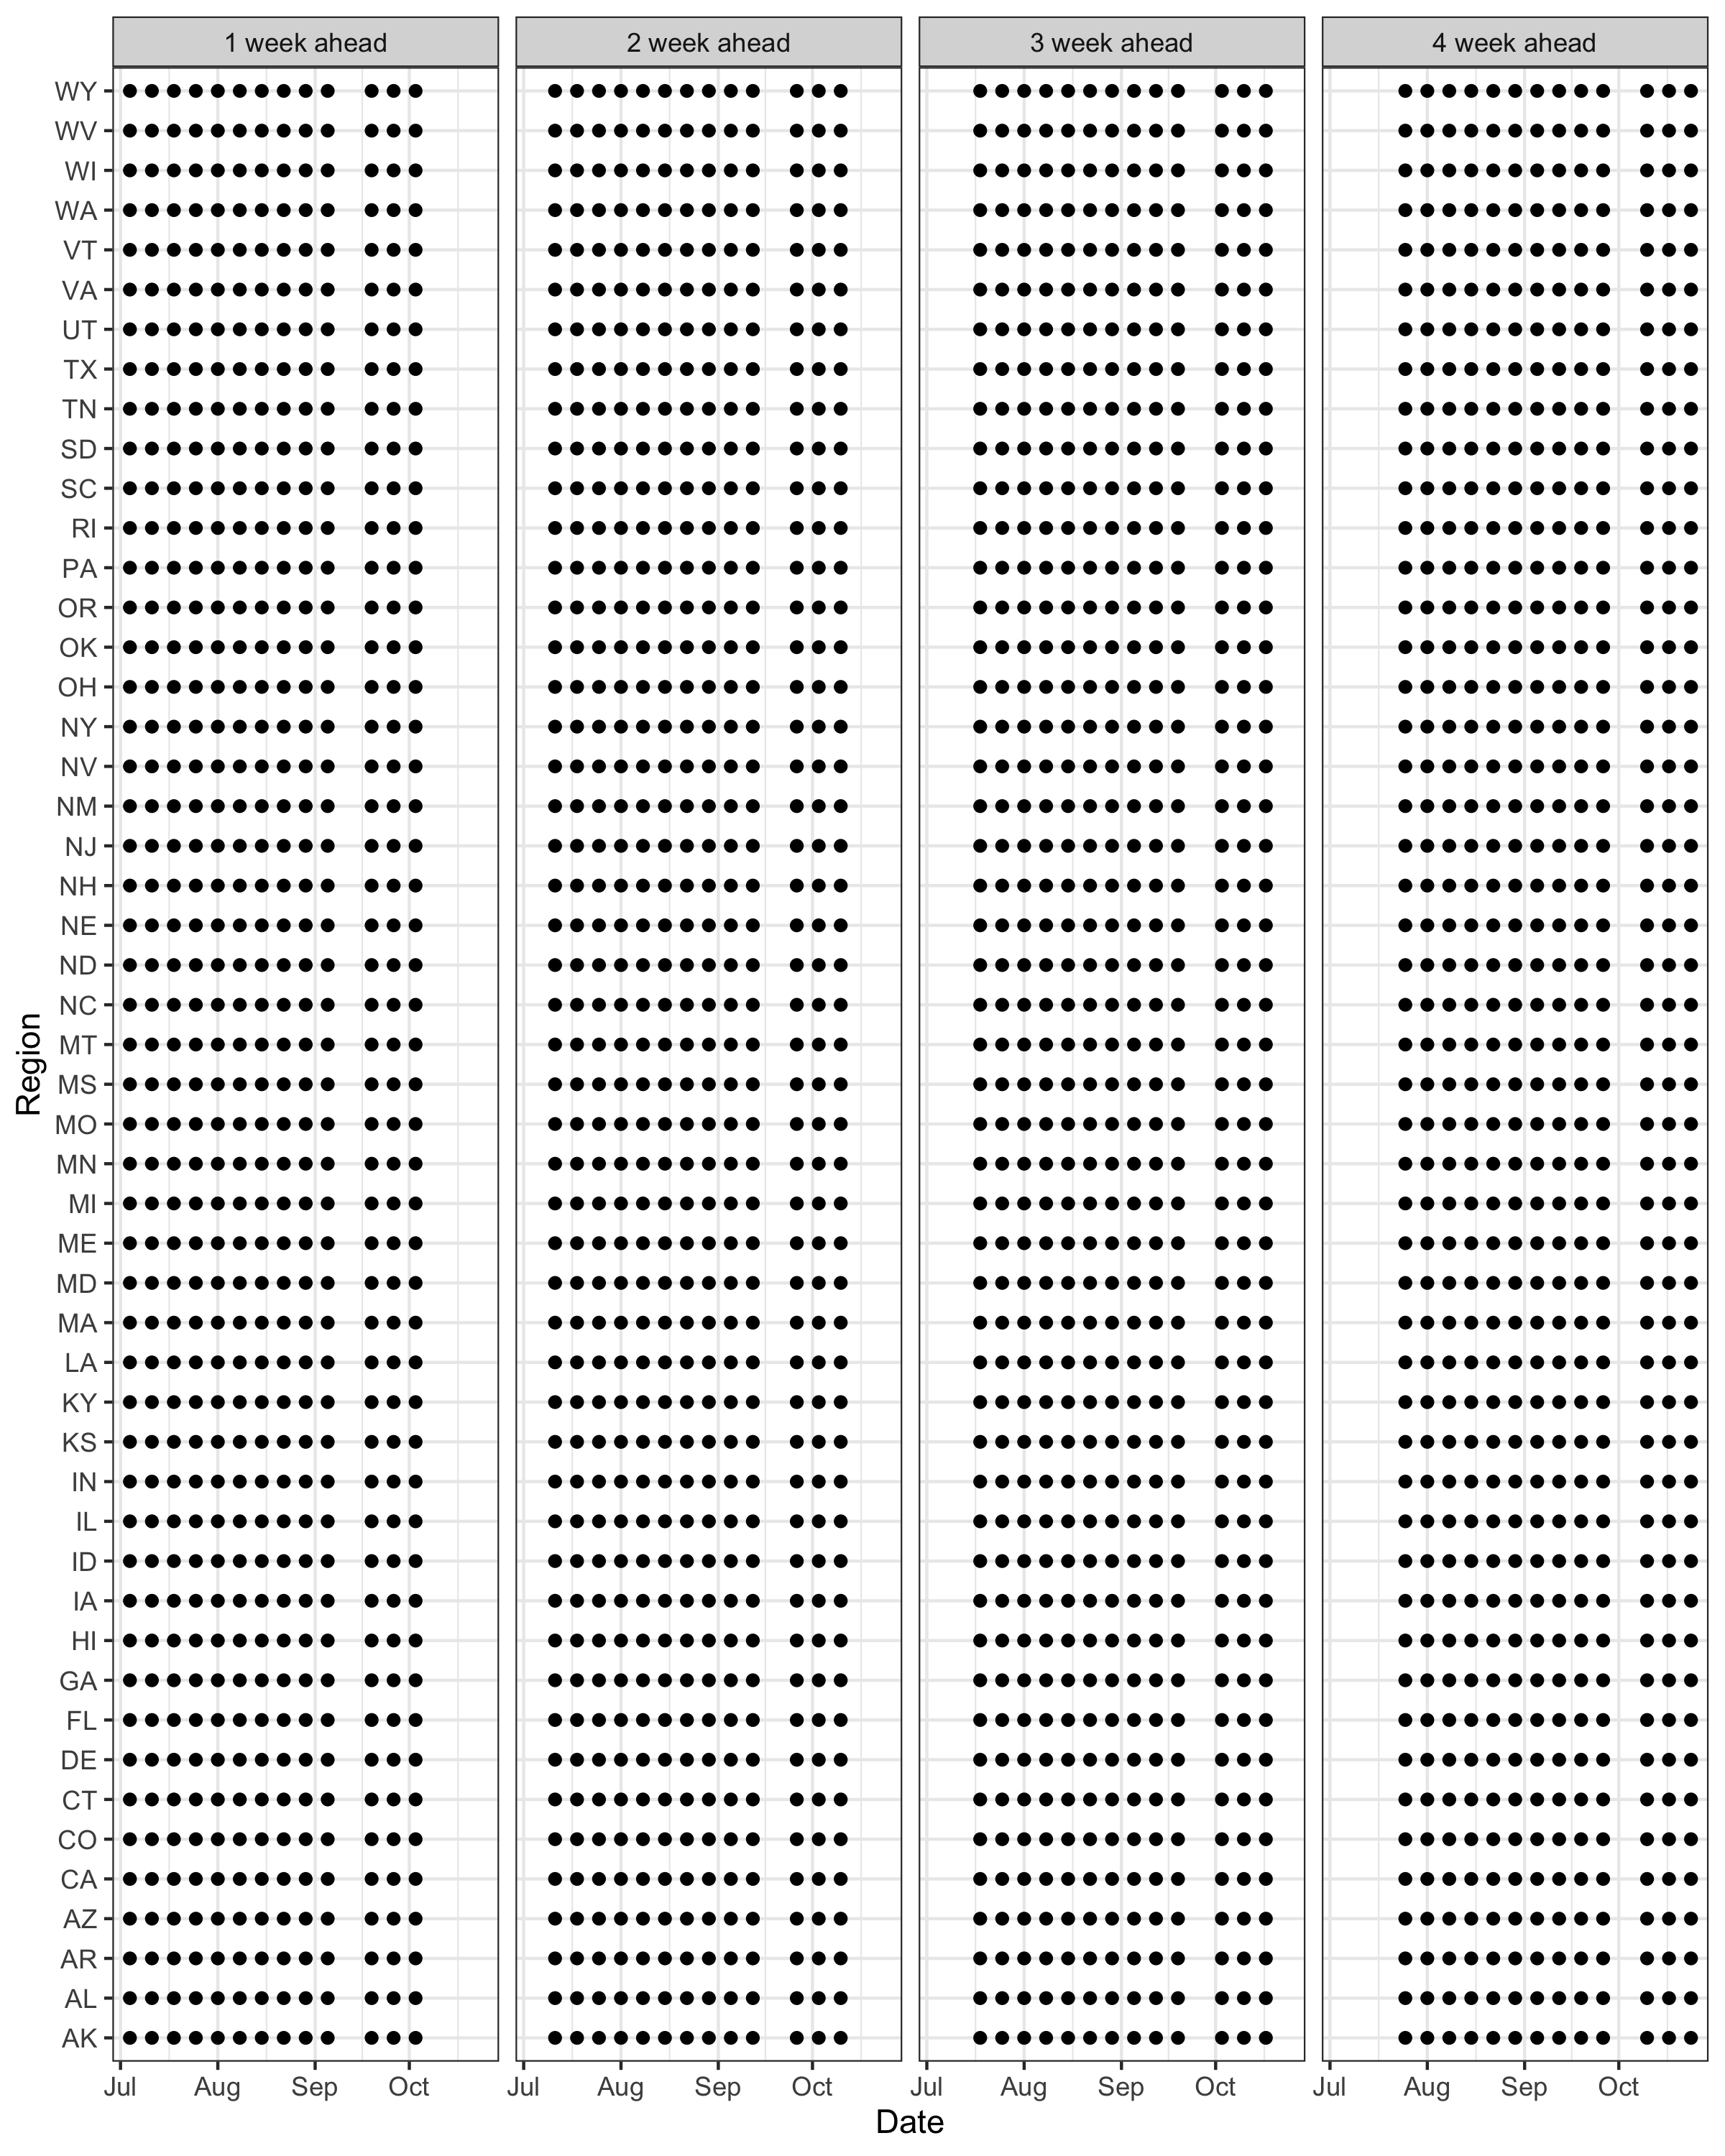 1 week ahead 2 week ahead 3 week ahead 4 week ahead
WY
WV
WI
WA
VT
VA
UT
TX
TN
SD
SC
RI
PA
OR
OK
OH
NY
NV
NM
NJ
NH
NE
ND
NC
MT
MS
MO
MN
MI
ME
MD
MA
LA
KY
KS
IN
IL
ID
IA
HI
GA
FL
DE
CT
CO
CA
AZ
AR
AL
AK
Region
Jul Aug Sep Oct Jul Aug Sep Oct Jul Aug Sep Oct Jul Aug Sep Oct
Date